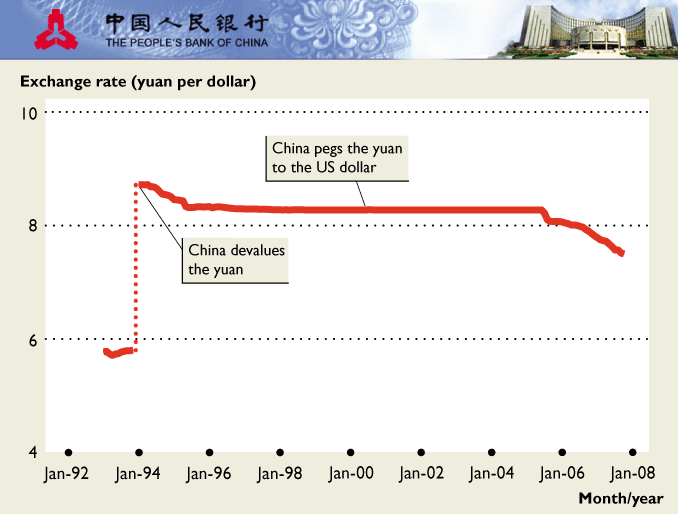 中国人民银行
THE PEOPLE'S BANK OF CHINA
Exchange rate (yuan per dollar)
10
China pegs the yuan
to the US dollar
8
China devalues
the yuan
6
4
Jan-92 Jan-94 Jan-96 Jan-98 Jan-00 Jan-02 Jan-04 Jan-06 Jan-08
Month/year